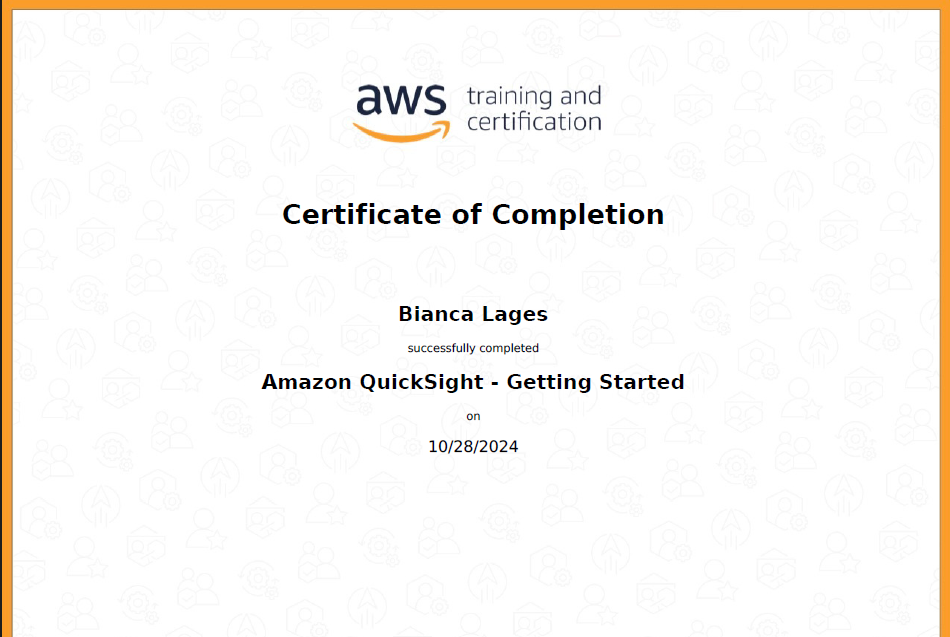 aws training and
certification
Certificate of Completion
Bianca Lages
successfully completed
Amazon QuickSight - Getting Started
on
10/28/2024